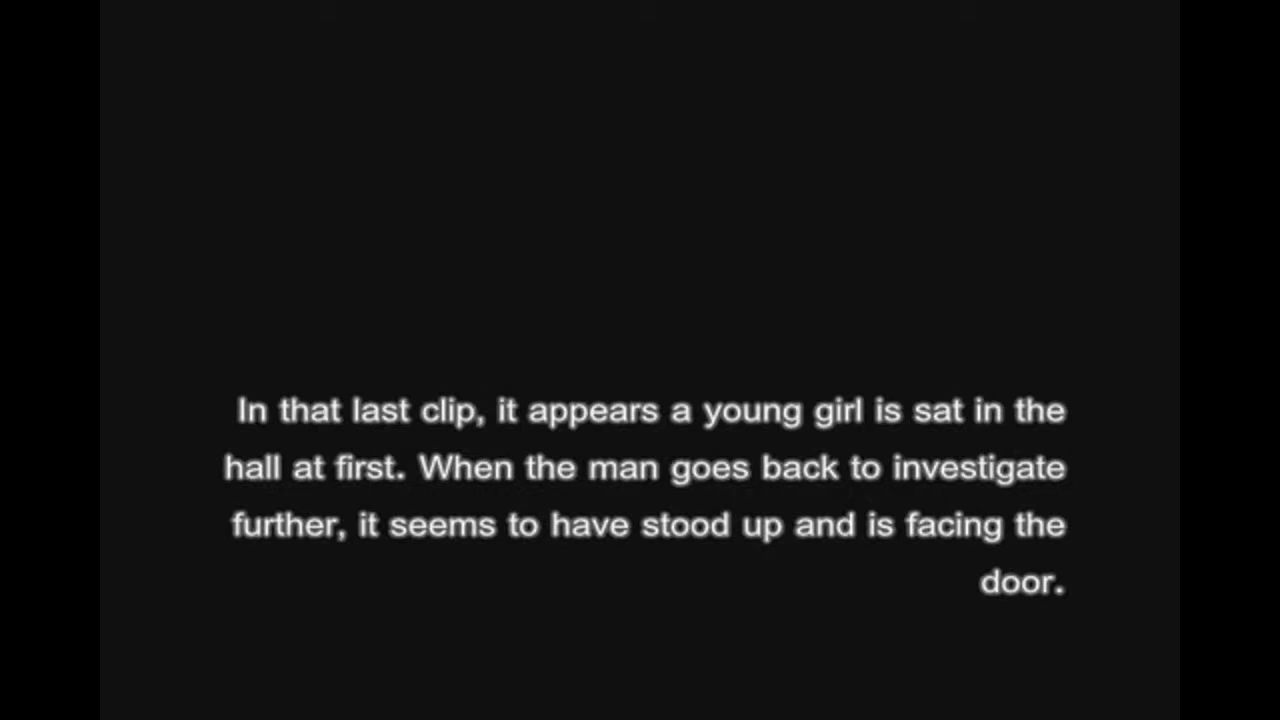 In that last clip, it appears a young girl is sat in the
hall at first. When the man goes back to investigate
further, it seems to have stood up and is facing the
door.